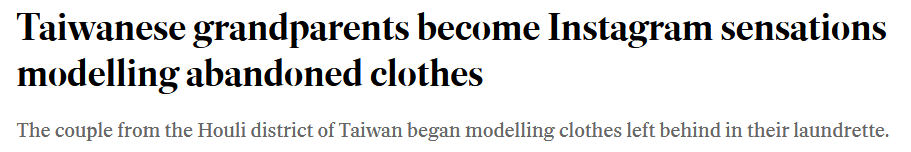 Taiwanese grandparents become Instagram sensations
modelling abandoned clothes
The couple from the Houli district of Taiwan began modelling clothes left behind in their laundrette.